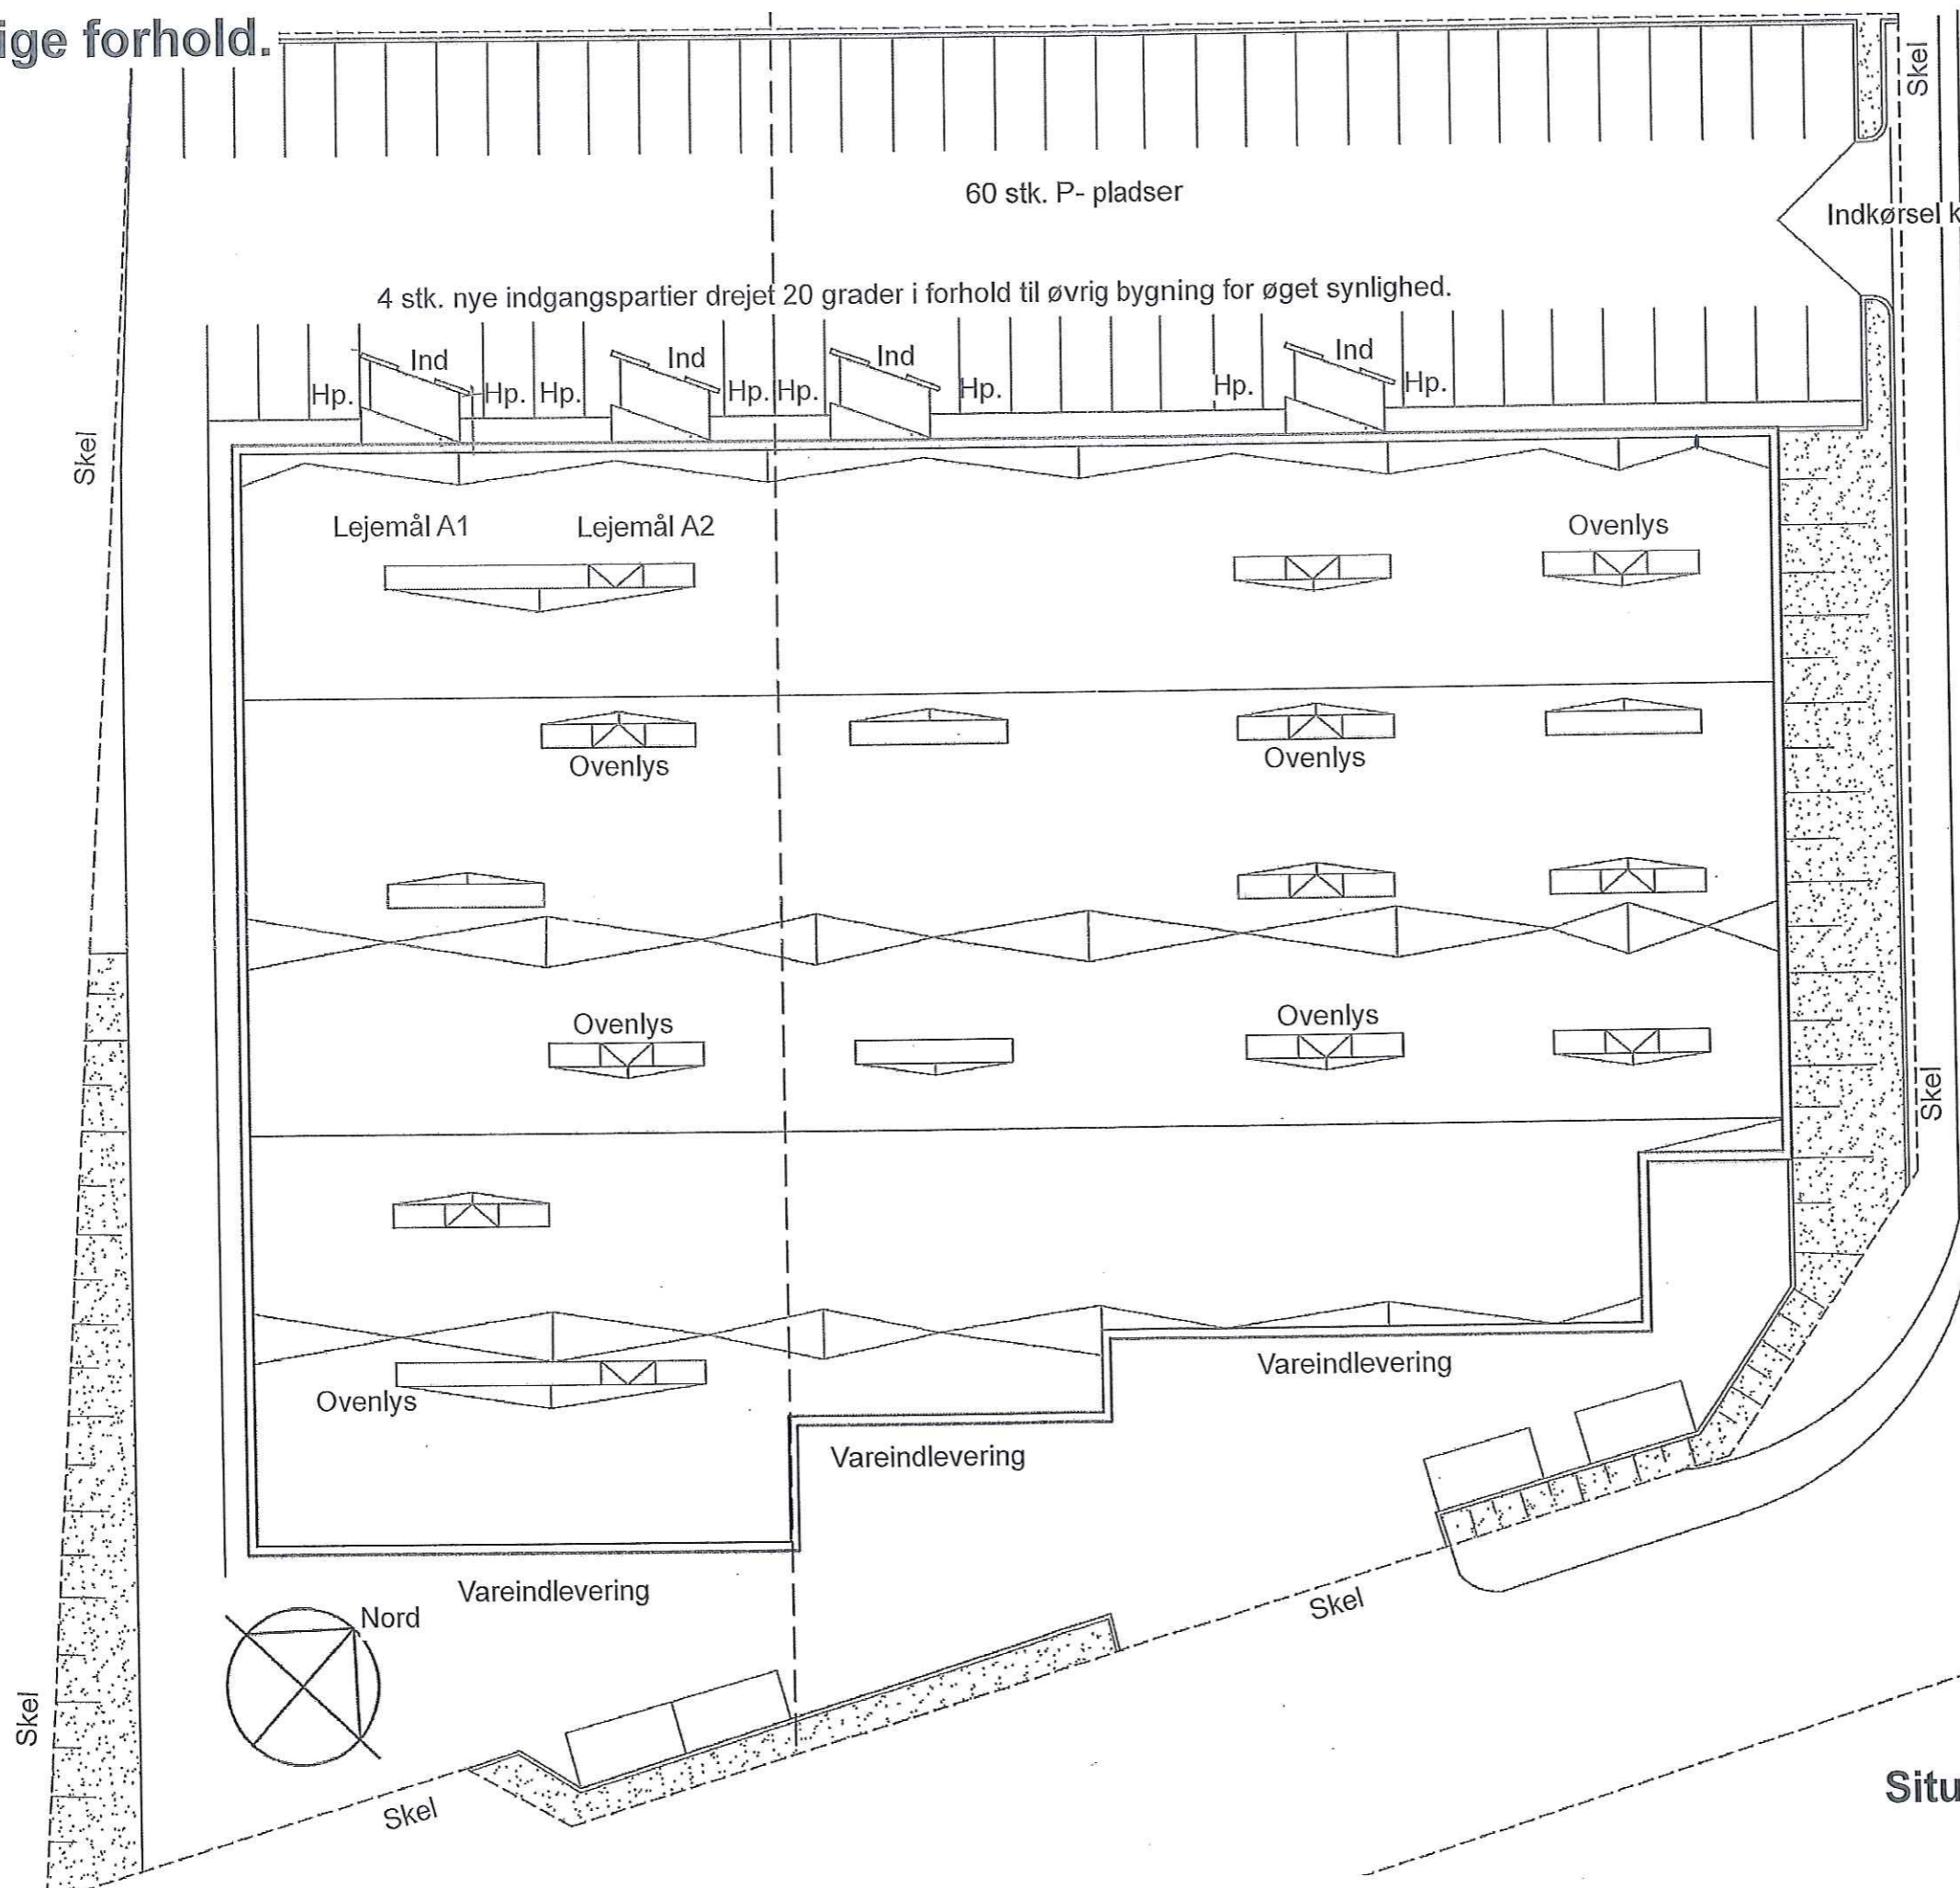 ige forhold.
Skel
60 stk. P- pladser
Indkørsel k
4 stk. nye indgangspartier drejet 20 grader i forhold til øvrig bygning for øget synlighed.
Ind
Ind
Ind
Ind
Hp.
Hp.
Hp.
Hp.
Hp.
Hp.
Hp.
Hp.
Skel
Lejemål A1
Lejemål A2
Ovenlys
Ovenlys
Ovenlys
Ovenlys
Ovenlys
Skel
Vareindlevering
Ovenlys
Vareindlevering
Vareindlevering
Nord
Skel
Skel
Situ
Skel